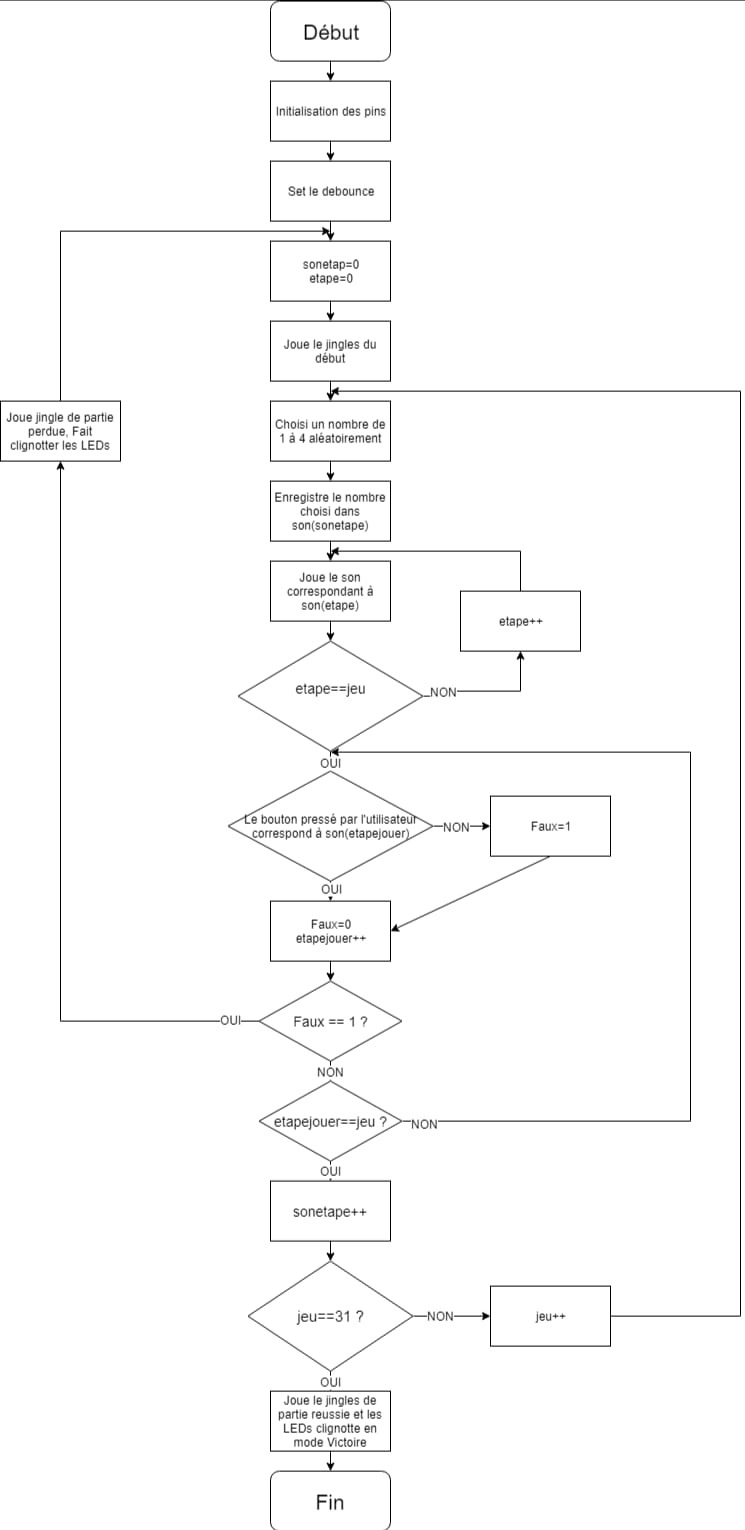 Début
Initialisation des pins
Set le debounce
sonetap=0
etape=0
Joue le jingles du
début
Joue jingle de partie
perdue, Fait
clignotter les LEDs
Choisi un nombre de
1 à 4 aléatoirement
Enregistre le nombre
choisi dans
son(sonetape)
Joue le son
correspondant à
son(etape)
etape++
etape==jeu
NON
OUI
Le bouton pressé par l'utilisateur
correspond à son(etapejouer)
NON
Faux=1
OUI
Faux=0
etapejouer++
OUI
Faux == 1 ?
NON
etapejouer==jeu ?
NON
OUI
sonetape++
jeu==31 ?
NON
jeu++
OUI
Joue le jingles de
partie reussie et les
LEDs clignotte en
mode Victoire
Fin